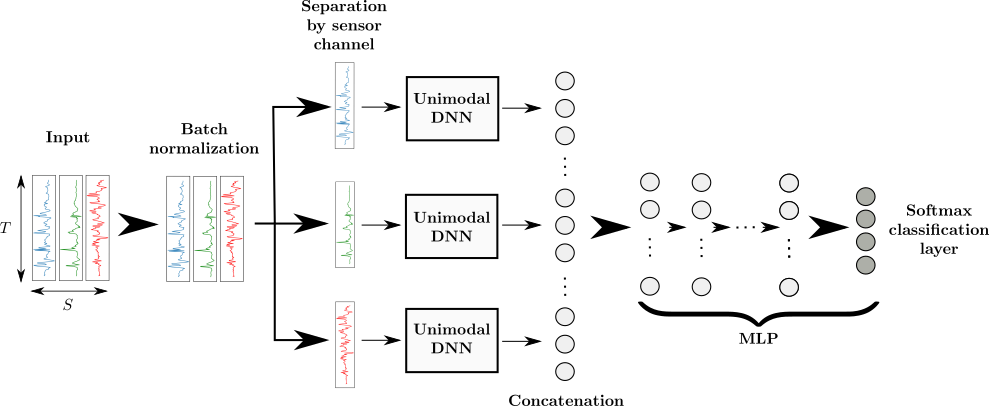 Separation
by sensor
channel
Input
Batch
normalization
T
S
Unimodal
DNN
Unimodal
DNN
Unimodal
DNN
Concatenation
MLP
Softmax
classification
layer